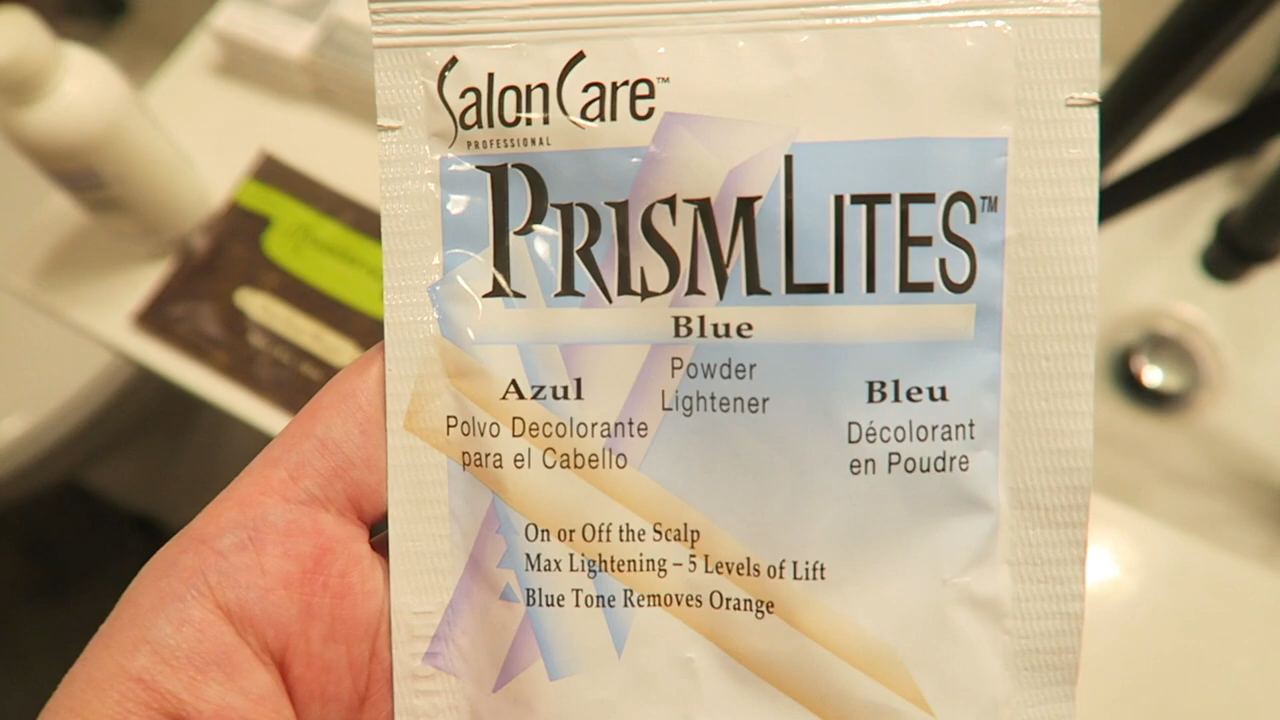 SalonCare™
PROFESSIONAL
PRISMLITES™
Blue
Powder
Lightener
Azul
Polvo Decolorante
para el Cabello
Bleu
Décolorant
en Poudre
On or Off the Scalp
Max Lightening – 5 Levels of Lift
Blue Tone Removes Orange